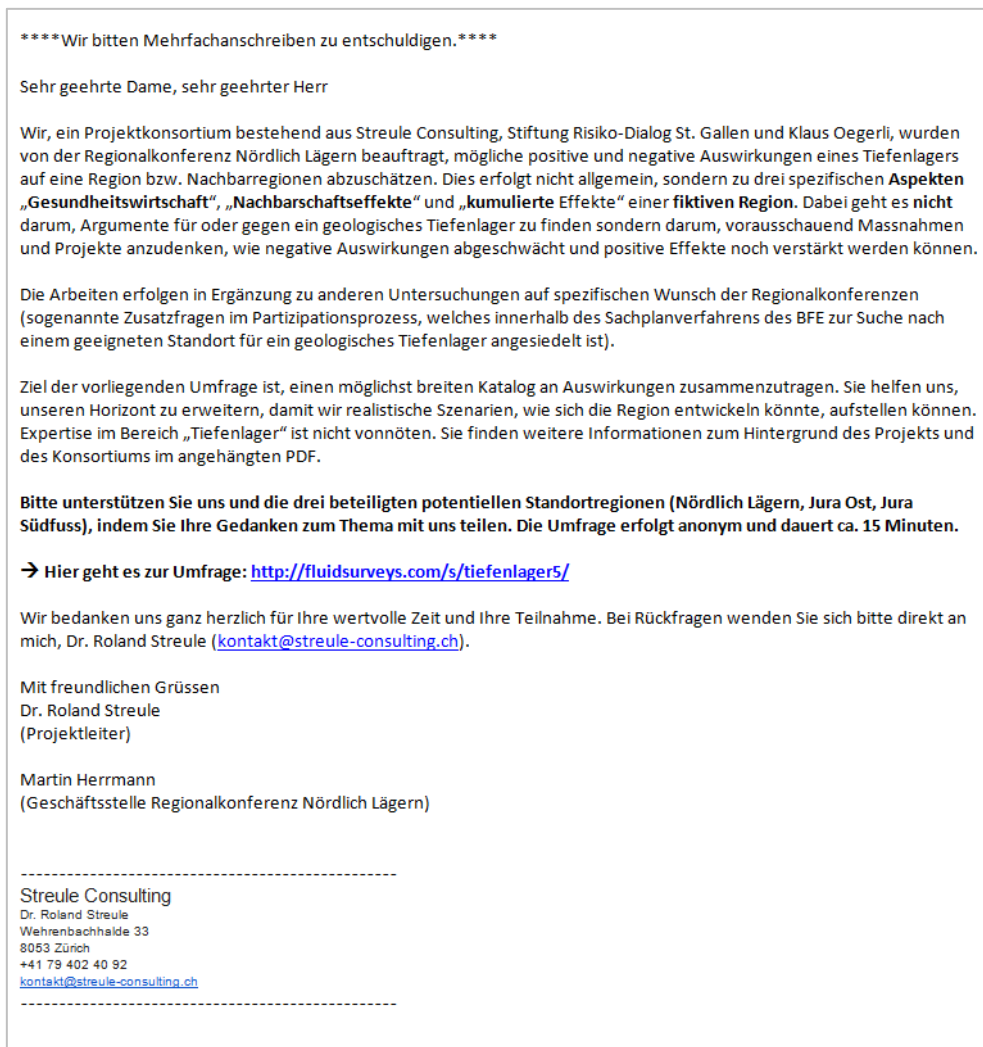 ****Wir bitten Mehrfachanschreiben zu entschuldigen.****
Sehr geehrte Dame, sehr geehrter Herr
Wir, ein Projektkonsortium bestehend aus Streule Consulting, Stiftung Risiko-Dialog St. Gallen und Klaus Oegerli, wurden
von der Regionalkonferenz Nördlich Lägern beauftragt, mögliche positive und negative Auswirkungen eines Tiefenlagers
auf eine Region bzw. Nachbarregionen abzuschätzen. Dies erfolgt nicht allgemein, sondern zu drei spezifischen Aspekten
„Gesundheitswirtschaft“, „Nachbarschaftseffekte“ und „kumulierte Effekte“ einer fiktiven Region. Dabei geht es nicht
darum, Argumente für oder gegen ein geologisches Tiefenlager zu finden sondern darum, vorausschauend Massnahmen
und Projekte anzudenken, wie negative Auswirkungen abgeschwächt und positive Effekte noch verstärkt werden können.
Die Arbeiten erfolgen in Ergänzung zu anderen Untersuchungen auf spezifischen Wunsch der Regionalkonferenzen
(sogenannte Zusatzfragen im Partizipationsprozess, welches innerhalb des Sachplanverfahrens des BFE zur Suche nach
einem geeigneten Standort für ein geologisches Tiefenlager angesiedelt ist).
Ziel der vorliegenden Umfrage ist, einen möglichst breiten Katalog an Auswirkungen zusammenzutragen. Sie helfen uns,
unseren Horizont zu erweitern, damit wir realistische Szenarien, wie sich die Region entwickeln könnte, aufstellen können.
Expertise im Bereich „Tiefenlager“ ist nicht vonnöten. Sie finden weitere Informationen zum Hintergrund des Projekts und
des Konsortiums im angehängten PDF.
Bitte unterstützen Sie uns und die drei beteiligten potentiellen Standortregionen (Nördlich Lägern, Jura Ost, Jura
Südfuss), indem Sie Ihre Gedanken zum Thema mit uns teilen. Die Umfrage erfolgt anonym und dauert ca. 15 Minuten.
→ Hier geht es zur Umfrage: http://fluidsurveys.com/s/tiefenlager5/
Wir bedanken uns ganz herzlich für Ihre wertvolle Zeit und Ihre Teilnahme. Bei Rückfragen wenden Sie sich bitte direkt an
mich, Dr. Roland Streule (kontakt@streule-consulting.ch).
Mit freundlichen Grüssen
Dr. Roland Streule
(Projektleiter)
Martin Herrmann
(Geschäftsstelle Regionalkonferenz Nördlich Lägern)
-------------------------------------------------
Streule Consulting
Dr. Roland Streule
Wehrenbachhalde 33
8053 Zürich
+41 79 402 40 92
kontakt@streule-consulting.ch
-------------------------------------------------